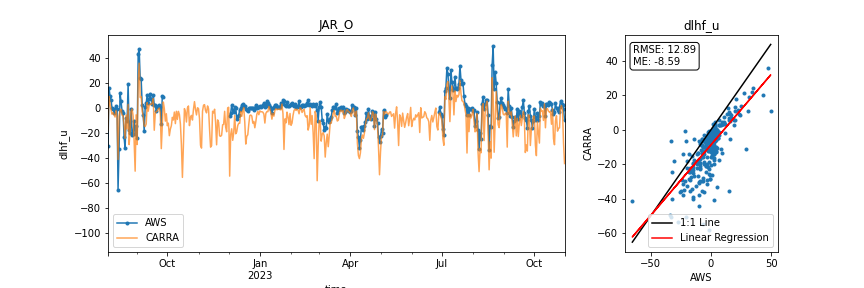 JAR_O
dlhf_u
40
20
0
−20
−40
−60
−80
−100
dlhf_u
AWS
CARRA
Oct
Jan
2023
Apr
Jul
Oct
time
dlhf_u
RMSE: 12.89
ME: -8.59
40
20
0
−20
−40
−60
CARRA
1:1 Line
Linear Regression
−50
0
50
AWS